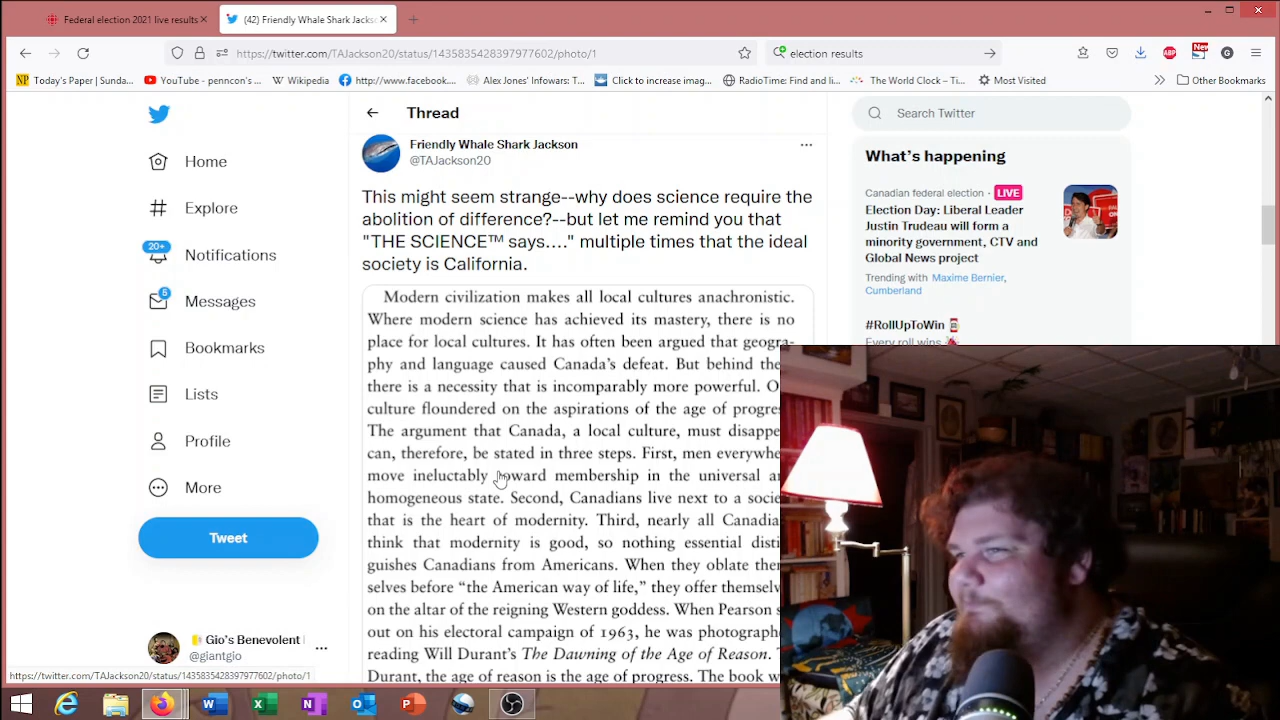 Federal election 2021 live results
(42) Friendly Whale Shark Jackso
https://twitter.com/TAJackson20/status/1435835428397977602/photo/1
election results
ABP
New
G
NP Today's Paper | Sunda...
YouTube - penncon's ...
W Wikipedia
http://www.facebook....
Alex Jones' Infowars: T...
Click to increase imag...
RadioTime: Find and li...
The World Clock – Ti...
Most Visited
Other Bookmarks
Home
Explore
20+
Notifications
6
Messages
Bookmarks
Lists
Profile
More
Tweet
Gio's Benevolent
@giantgio
https://twitter.com/TAJackson20/status/1435835428397977602/photo/1
Thread
Friendly Whale Shark Jackson
@TAJackson20
This might seem strange--why does science require the
abolition of difference?--but let me remind you that
"THE SCIENCE™ says...." multiple times that the ideal
society is California.
Modern civilization makes all local cultures anachronistic.
Where modern science has achieved its mastery, there is no
place for local cultures. It has often been argued that geogra-
phy and language caused Canada's defeat. But behind the
there is a necessity that is incomparably more powerful. O
culture floundered on the aspirations of the age of progre
The argument that Canada, a local culture, must disappe
can, therefore, be stated in three steps. First, men everywhe
move ineluctably toward membership in the universal a
homogeneous state. Second, Canadians live next to a socie
that is the heart of modernity. Third, nearly all Canadia
think that modernity is good, so nothing essential disti
guishes Canadians from Americans. When they oblate the
selves before "the American way of life," they offer themselv
on the altar of the reigning Western goddess. When Pearson s
out on his electoral campaign of 1963, he was photographe
reading Will Durant's The Dawning of the Age of Reason. T
Durant, the age of reason is the age of progress. The book w
Search Twitter
What's happening
Canadian federal election · LIVE
Election Day: Liberal Leader
Justin Trudeau will form a
minority government, CTV and
Global News project
Trending with Maxime Bernier,
Cumberland
#RollUpToWin
Every roll wins